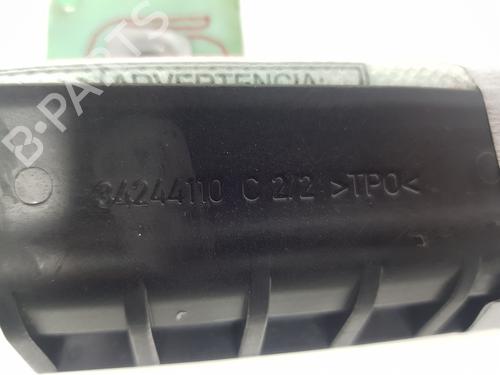 B-PARTS
ADVERTENCIA:
34244110 C 2/2 >TPO<